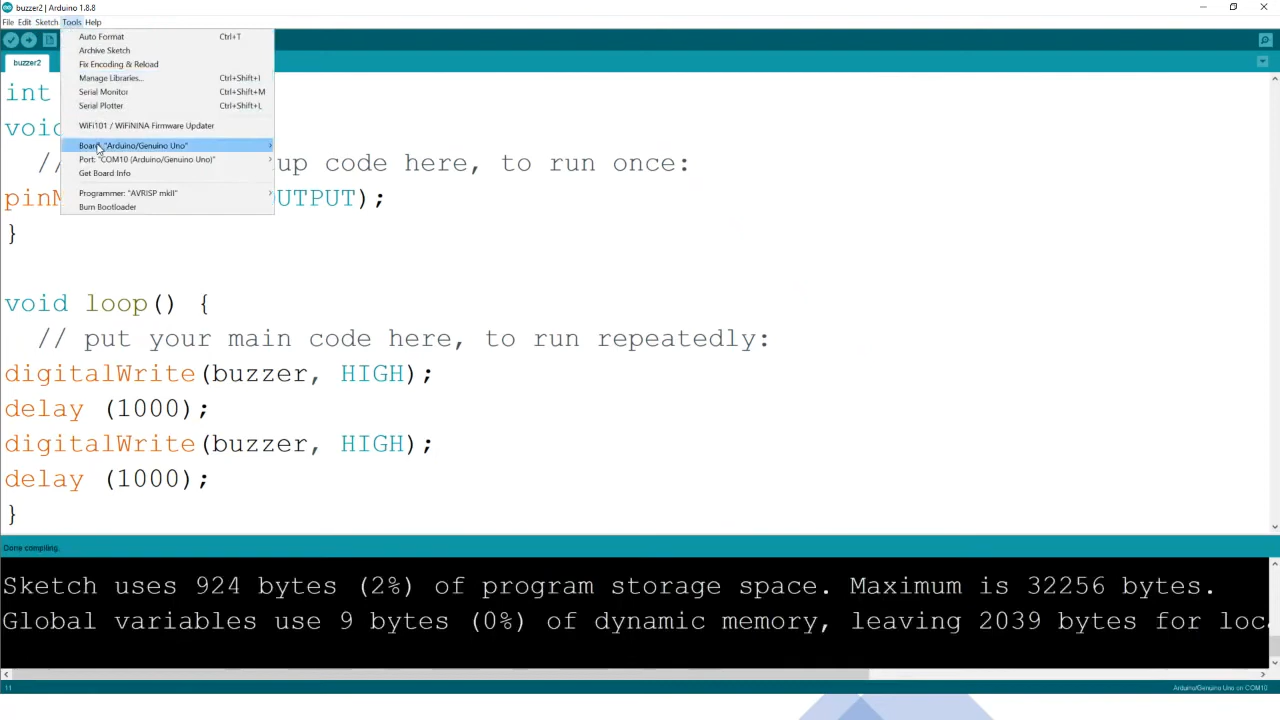 buzzer2 | Arduino 1.8.8
File Edit Sketch Tools Help
Auto Format Ctrl+T
Archive Sketch
Fix Encoding & Reload
Manage Libraries... Ctrl+Shift+I
Serial Monitor Ctrl+Shift+M
Serial Plotter Ctrl+Shift+L
WiFi101 / WiFiNINA Firmware Updater
Board: "Arduino/Genuino Uno"
Port: "COM10 (Arduino/Genuino Uno)"
Get Board Info
Programmer: "AVRISP mkII"
Burn Bootloader
buzzer2
int
void
// up code here, to run once:
pinM OUTPUT);
}
void loop() {
// put your main code here, to run repeatedly:
digitalWrite(buzzer, HIGH);
delay (1000);
digitalWrite(buzzer, HIGH);
delay (1000);
}
Done compiling.
Sketch uses 924 bytes (2%) of program storage space. Maximum is 32256 bytes.
Global variables use 9 bytes (0%) of dynamic memory, leaving 2039 bytes for loc
11
Arduino/Genuino Uno on COM10